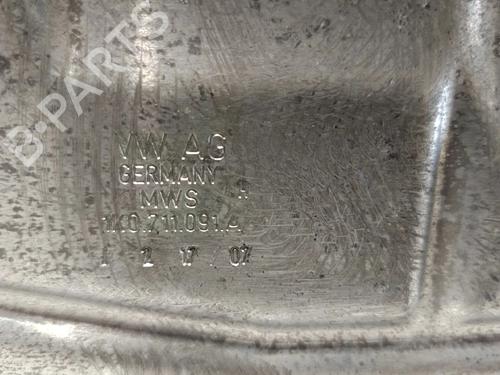 B-PARTS
VW AG
GERMANY
MWS R
1K0.711.091.A
1 2 17 / 07